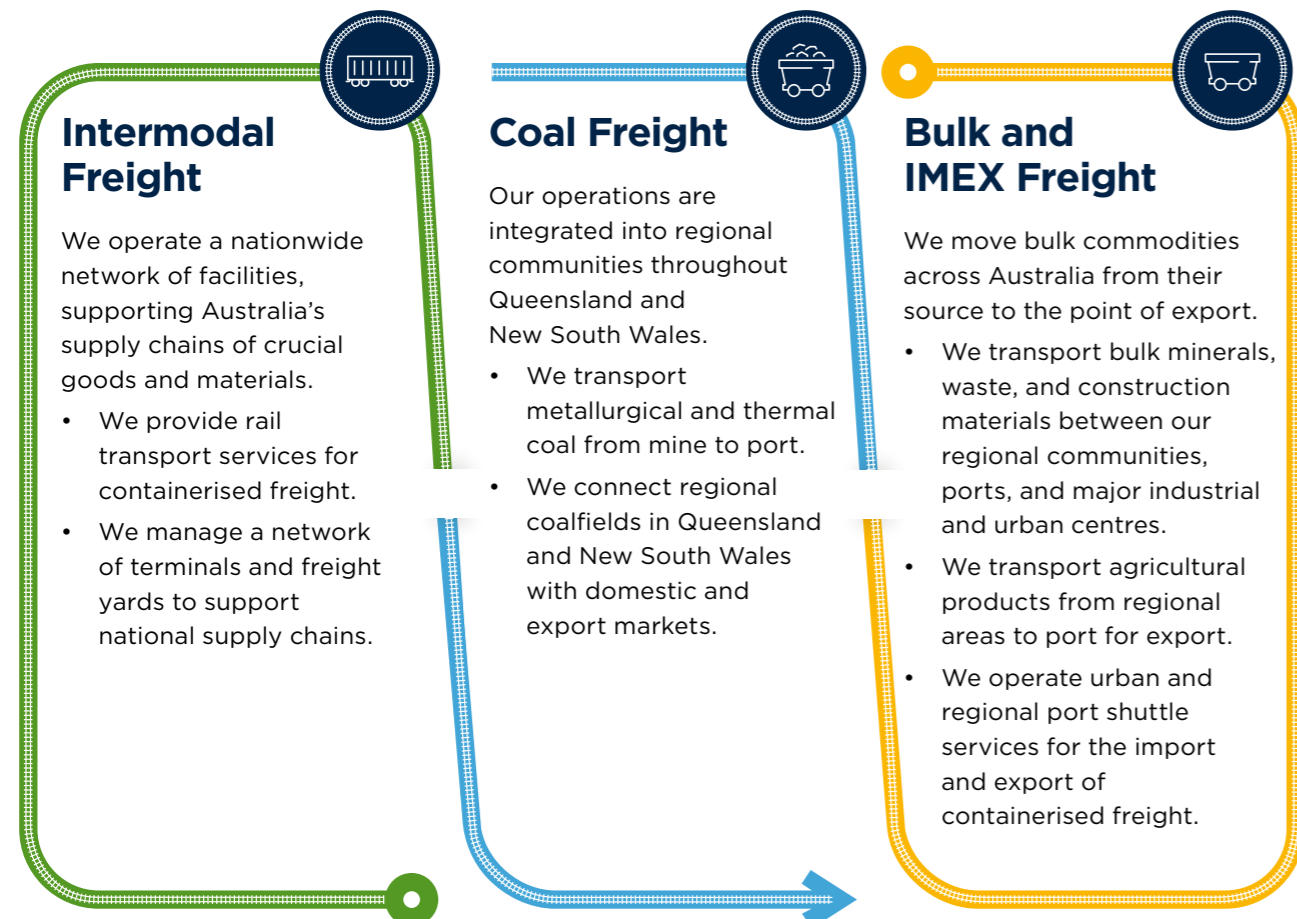 Intermodal
Freight
We operate a nationwide
network of facilities,
supporting Australia’s
supply chains of crucial
goods and materials.
• We provide rail
transport services for
containerised freight.
• We manage a network
of terminals and freight
yards to support
national supply chains.
Coal Freight
Our operations are
integrated into regional
communities throughout
Queensland and
New South Wales.
• We transport
metallurgical and thermal
coal from mine to port.
• We connect regional
coalfields in Queensland
and New South Wales
with domestic and
export markets.
Bulk and
IMEX Freight
We move bulk commodities
across Australia from their
source to the point of export.
• We transport bulk minerals,
waste, and construction
materials between our
regional communities,
ports, and major industrial
and urban centres.
• We transport agricultural
products from regional
areas to port for export.
• We operate urban and
regional port shuttle
services for the import
and export of
containerised freight.